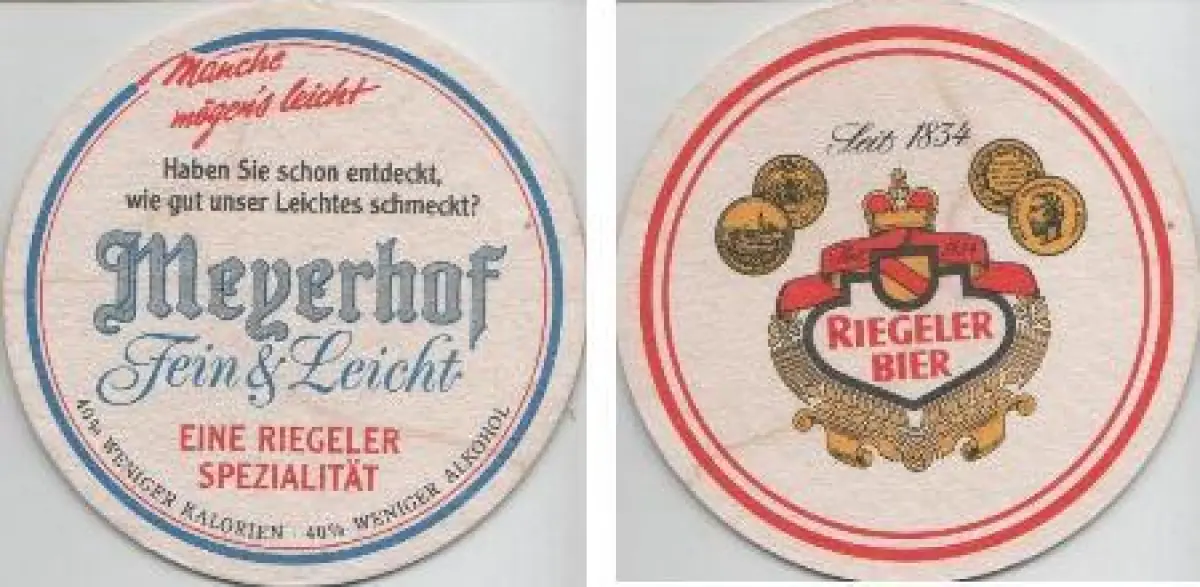 Manche
mögen's leicht
Haben Sie schon entdeckt,
wie gut unser Leichtes schmeckt?
Meyerhof
Fein & Leicht
EINE RIEGELER
SPEZIALITÄT
40% WENIGER KALORIEN · 40% WENIGER ALKOHOL
Seit 1834
RIEGELER
BIER